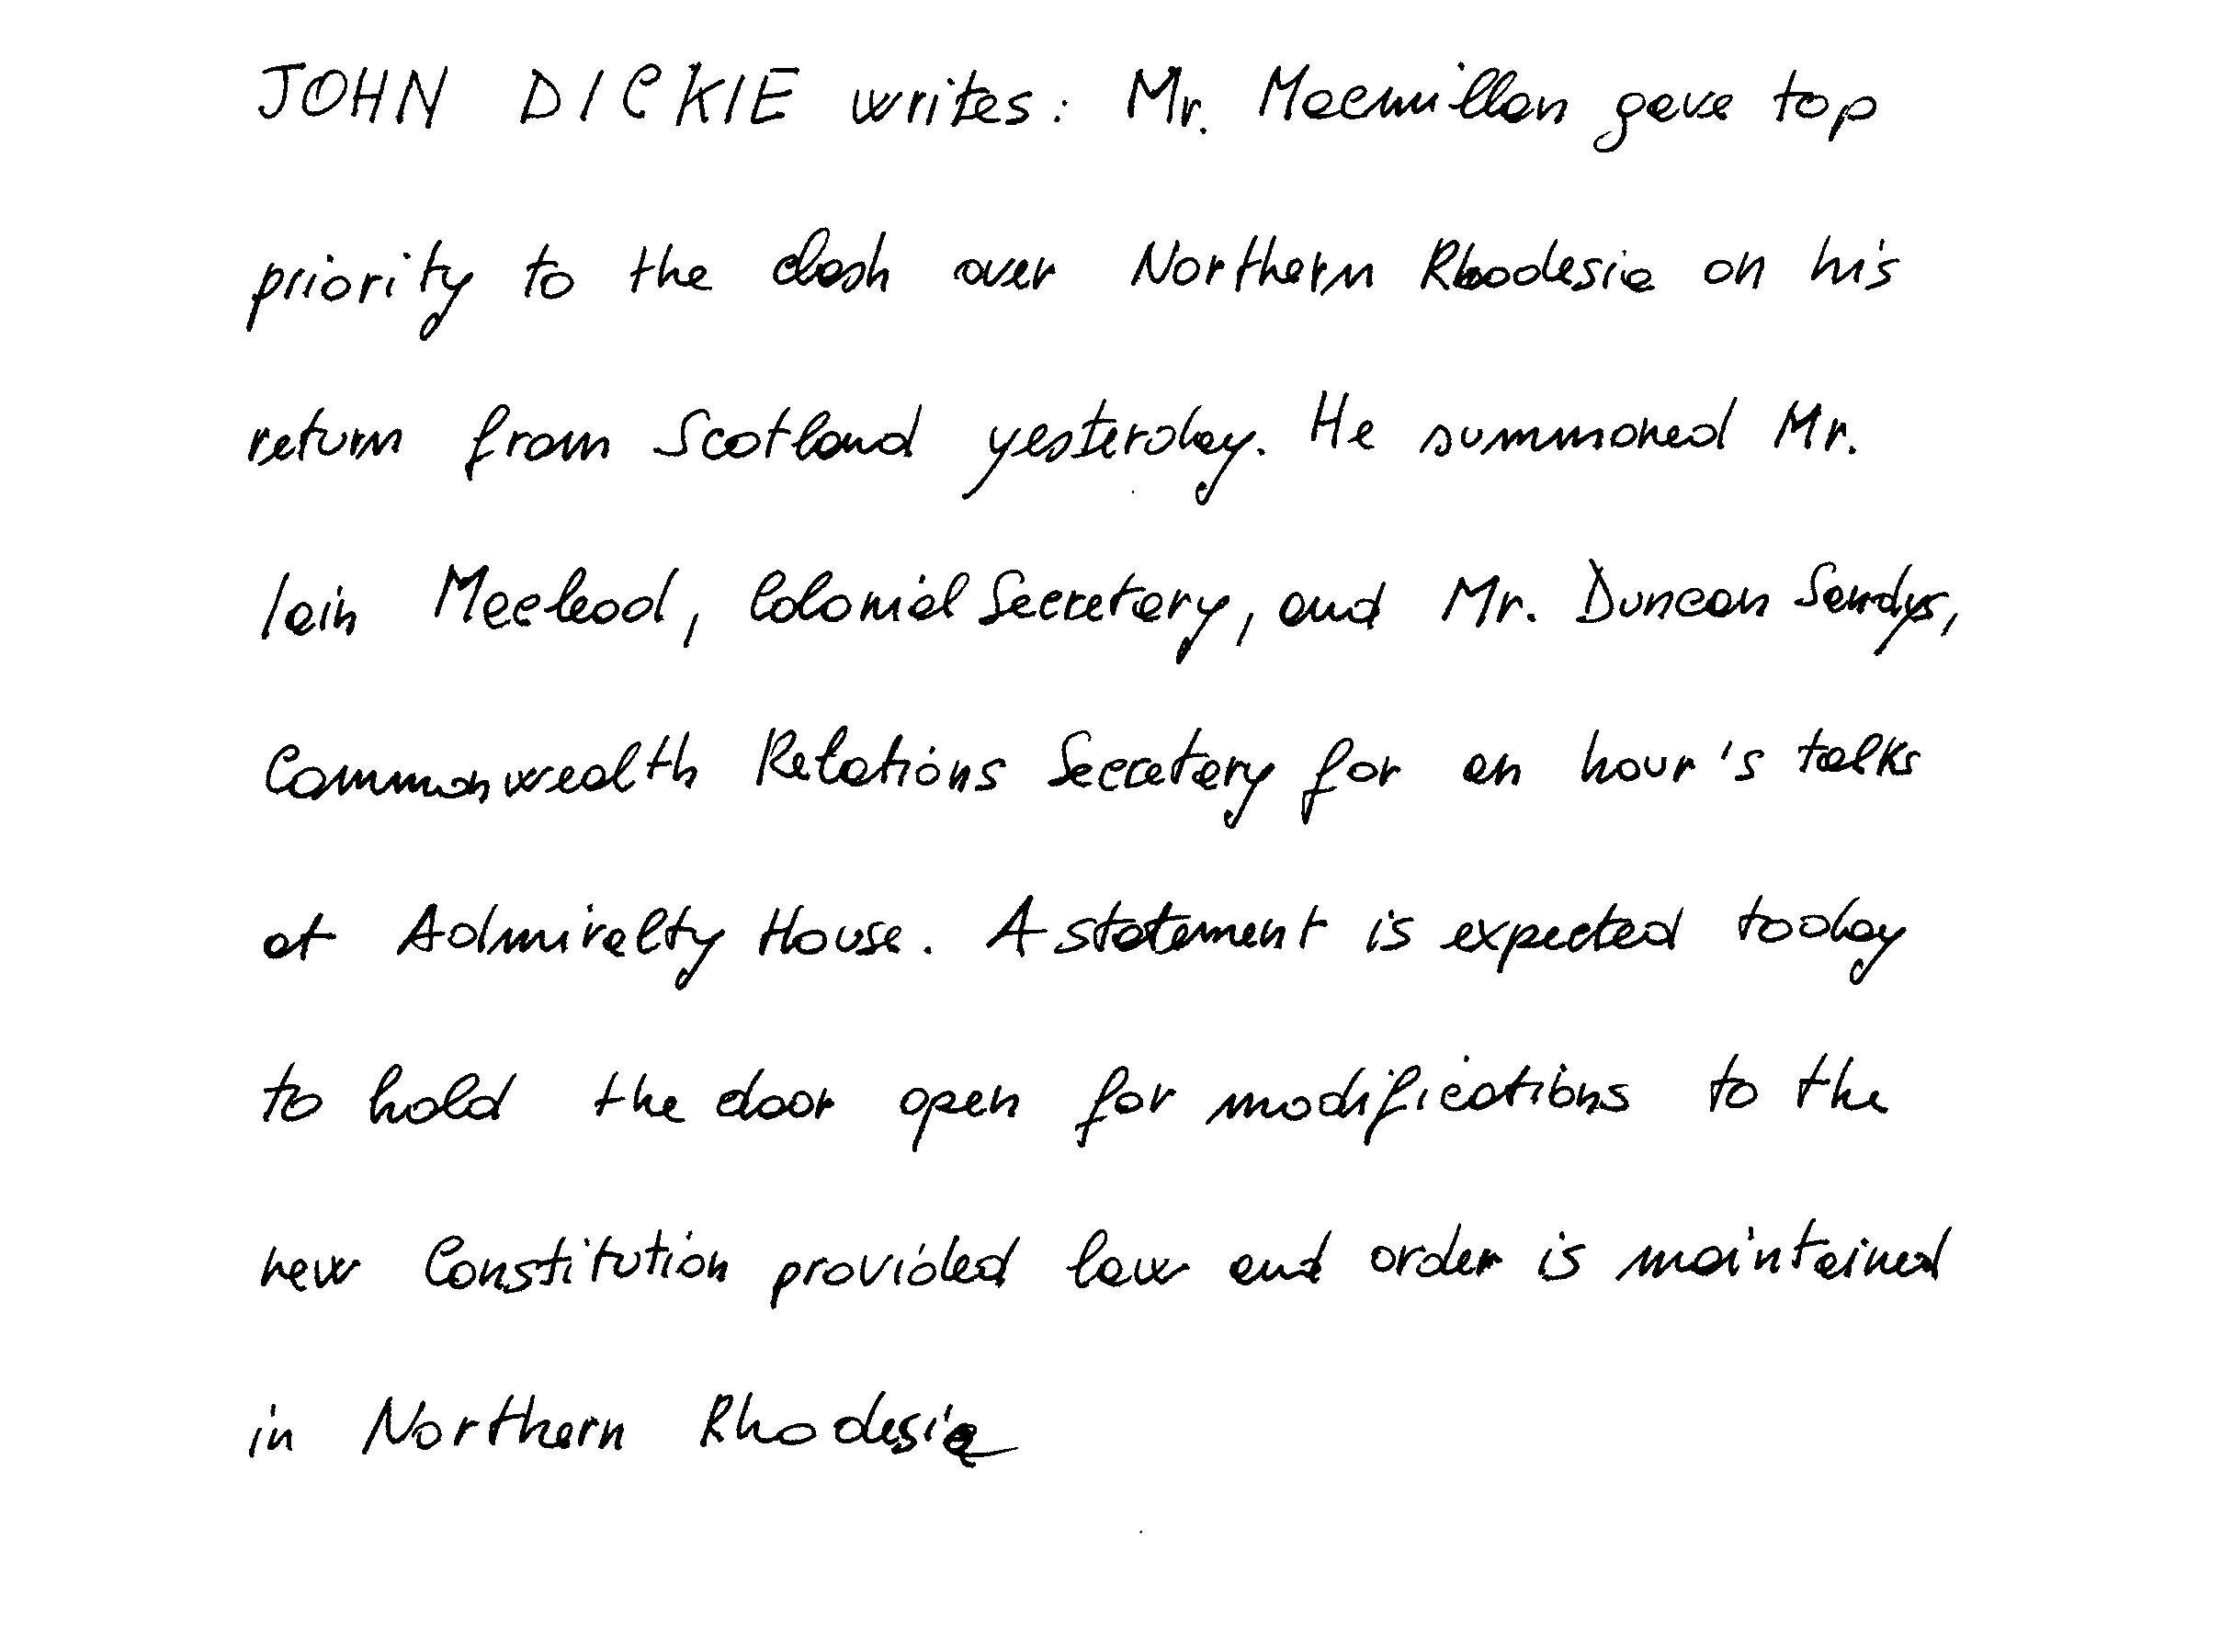 JOHN DICKIE writes: Mr. Macmillan gave top
priority to the clash over Northern Rhodesia on his
return from Scotland yesterday. He summoned Mr.
Iain Macleod, Colonial Secretary, and Mr. Duncan Sandys,
Commonwealth Relations Secretary for an hour's talks
at Admiralty House. A statement is expected today
to hold the door open for modifications to the
new Constitution provided law and order is maintained
in Northern Rhodesia